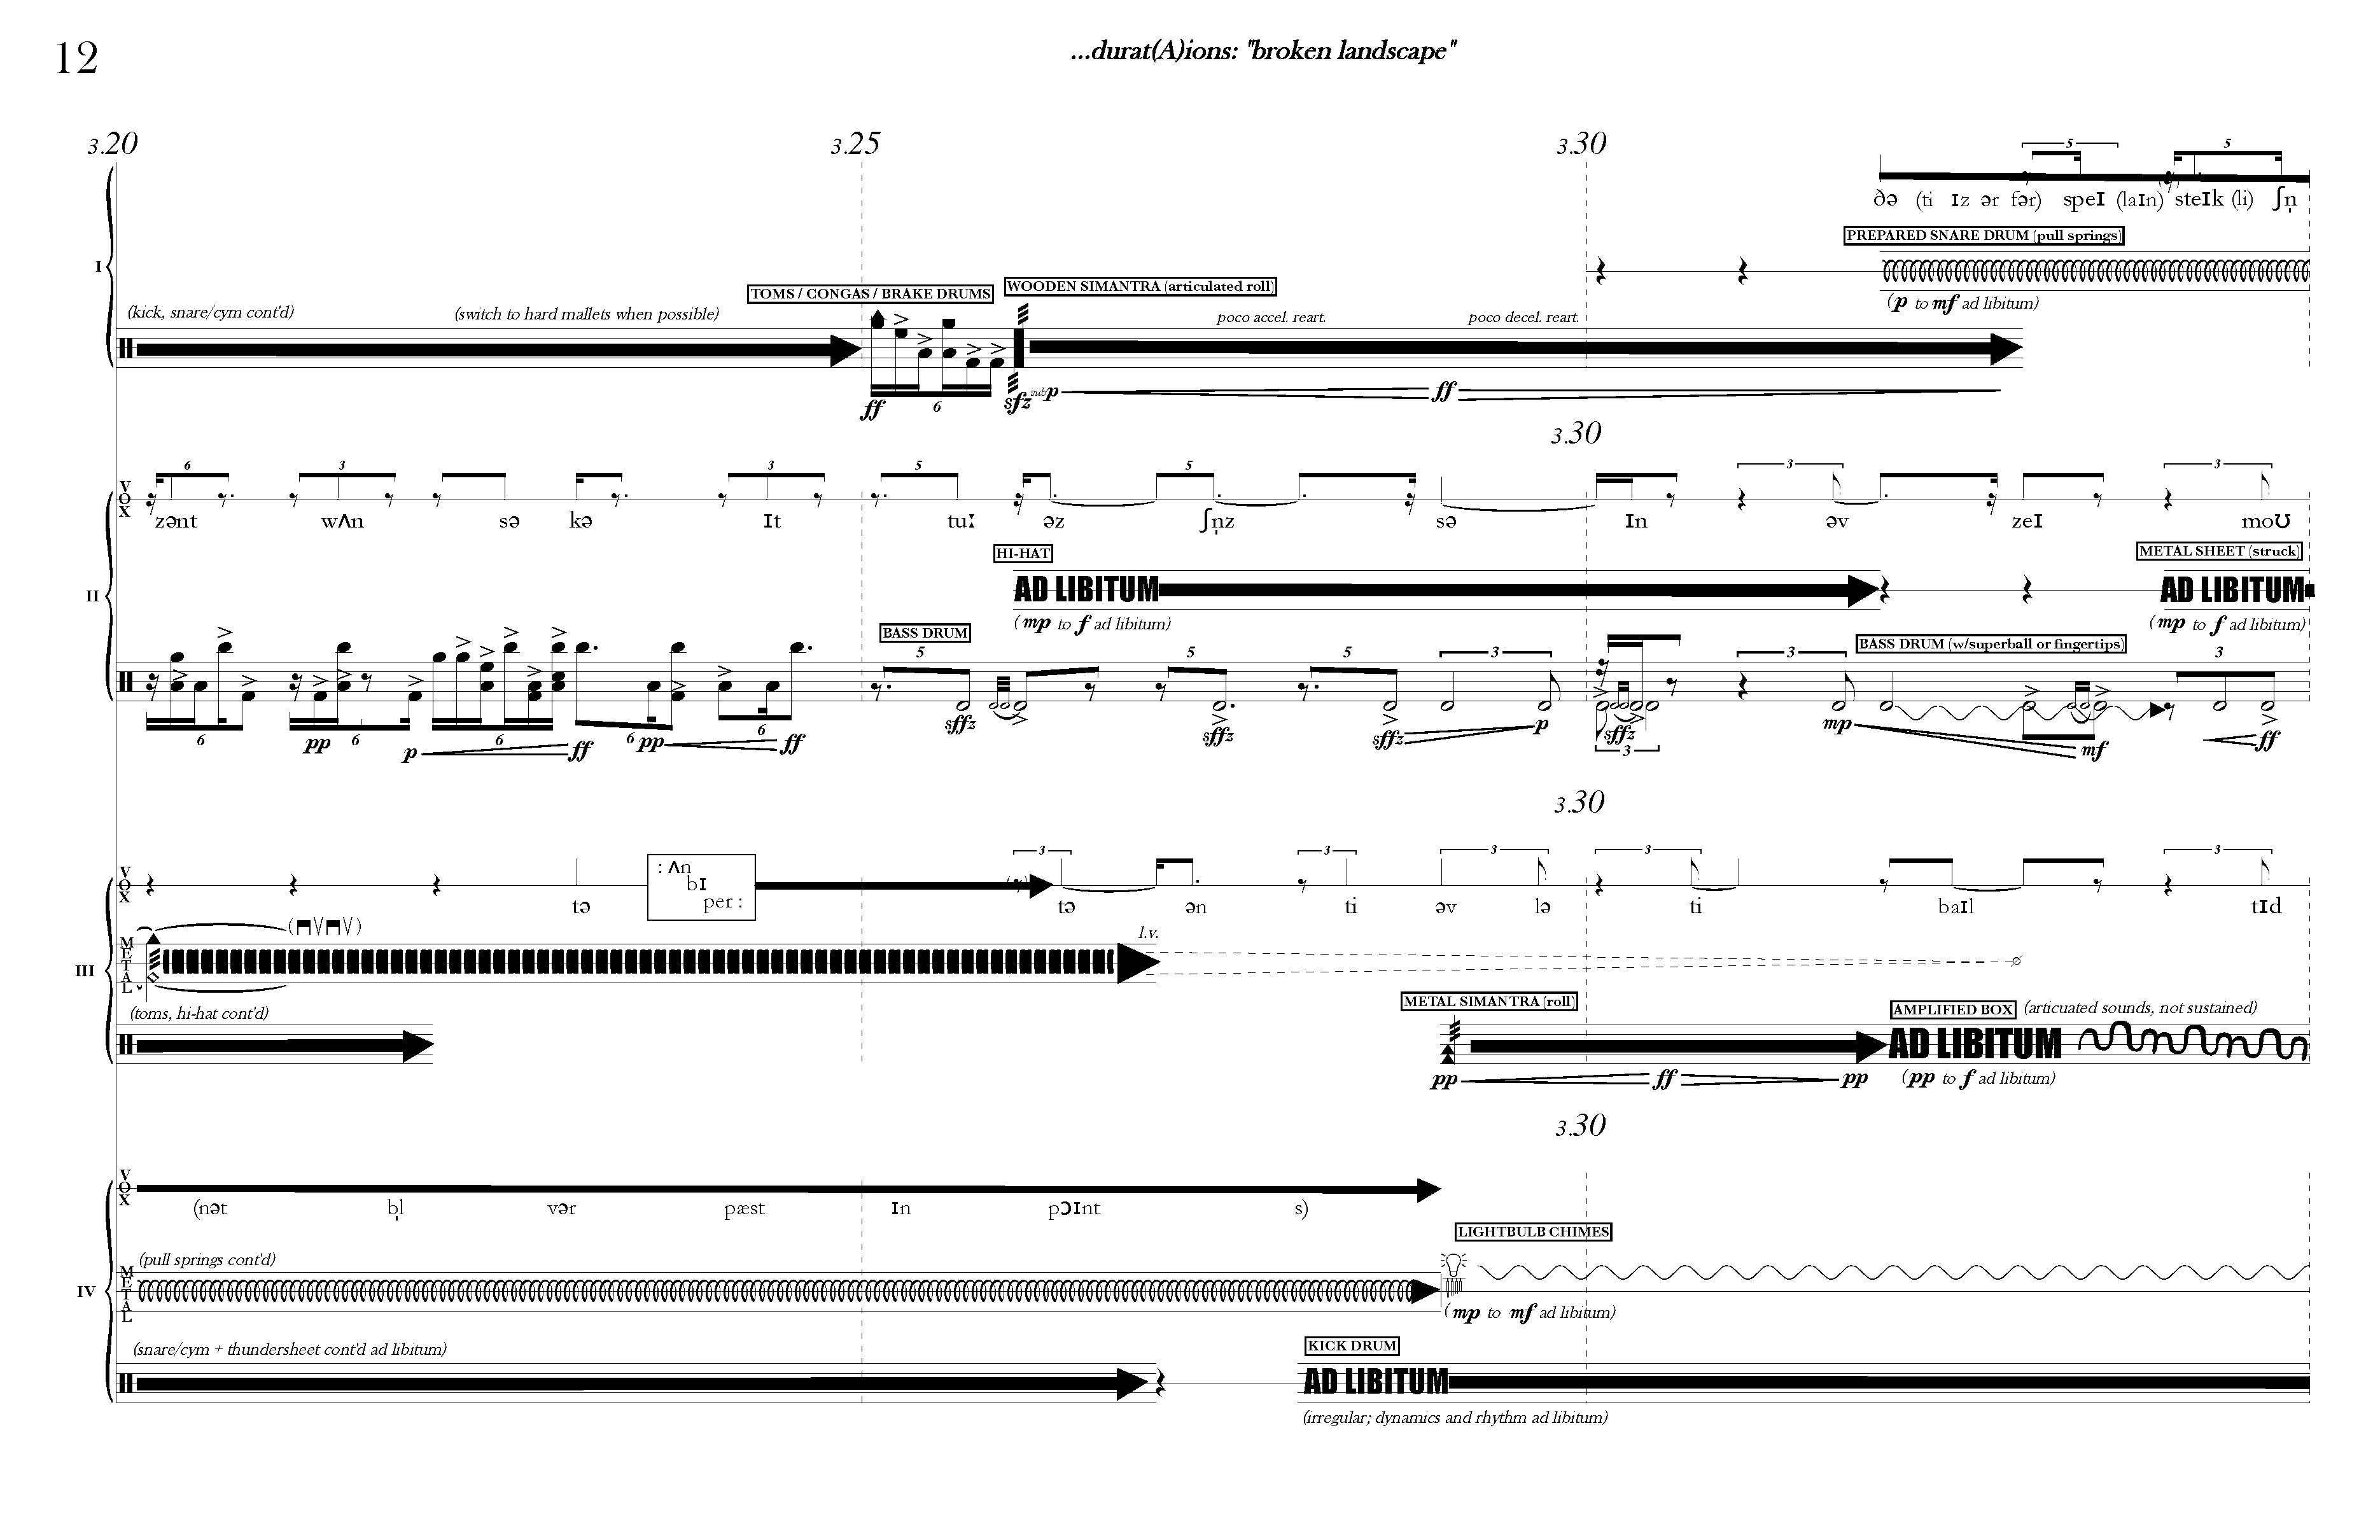 12
...durat(A)ions: "broken landscape"
3.20 3.25 3.30
5 5
ðə (ti ɪz ər fər) speɪ (laɪn) steɪk (li) ʃn̩
PREPARED SNARE DRUM (pull springs)
I
(p to mf ad libitum)
TOMS / CONGAS / BRAKE DRUMS WOODEN SIMANTRA (articulated roll)
(kick, snare/cym cont'd) (switch to hard mallets when possible) poco accel. reart. poco decel. reart.
ff 6 sfz sub p ff
3.30
6 3 3 5 5 3 3
VOX
zənt wʌn sə kə ɪt tuː əz ʃn̩z sə ɪn əv zeɪ moʊ
HI-HAT METAL SHEET (struck)
II
AD LIBITUM AD LIBITUM
(mp to f ad libitum) (mp to f ad libitum)
BASS DRUM BASS DRUM (w/superball or fingertips)
5 5 5 3 3 3
6 pp 6 p 6 ff 6 pp 6 ff sffz sffz sffz p sffz 3 mp mf ff
3.30
3 3 3 3 3
VOX
: ʌn
bɪ
per :
tə tə ən ti əv lə ti baɪl tɪd
III
METAL
l.v.
(toms, hi-hat cont'd)
METAL SIMANTRA (roll) AMPLIFIED BOX (articuated sounds, not sustained)
AD LIBITUM
pp ff pp (pp to f ad libitum)
3.30
VOX
(nət bl̩ vər pæst ɪn pɔɪnt s)
LIGHTBULB CHIMES
(pull springs cont'd)
IV
METAL
(mp to mf ad libitum)
(snare/cym + thundersheet cont'd ad libitum) KICK DRUM
AD LIBITUM
(irregular; dynamics and rhythm ad libitum)